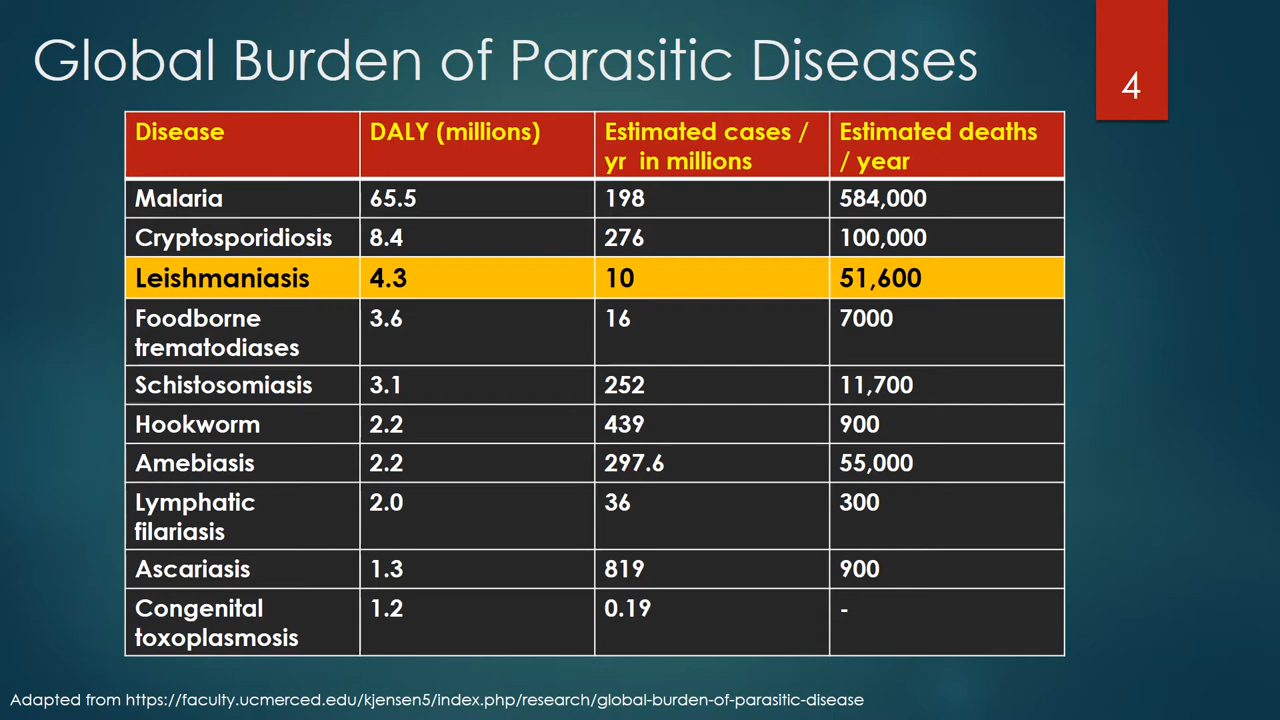 Global Burden of Parasitic Diseases
4
Disease DALY (millions) Estimated cases / yr in millions Estimated deaths / year
Malaria 65.5 198 584,000
Cryptosporidiosis 8.4 276 100,000
Leishmaniasis 4.3 10 51,600
Foodborne trematodiases 3.6 16 7000
Schistosomiasis 3.1 252 11,700
Hookworm 2.2 439 900
Amebiasis 2.2 297.6 55,000
Lymphatic filariasis 2.0 36 300
Ascariasis 1.3 819 900
Congenital toxoplasmosis 1.2 0.19 -
Adapted from https://faculty.ucmerced.edu/kjensen5/index.php/research/global-burden-of-parasitic-disease